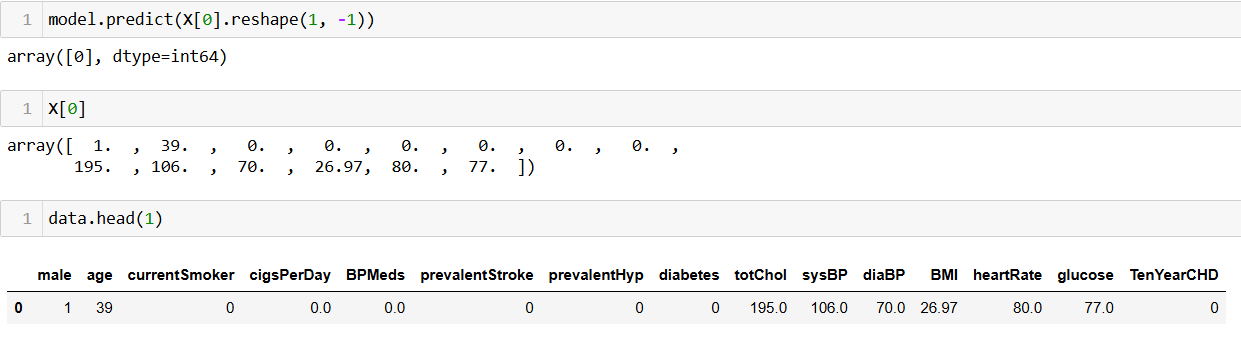 1 model.predict(X[0].reshape(1, -1))
array([0], dtype=int64)
1 X[0]
array([ 1. , 39. , 0. , 0. , 0. , 0. , 0. , 0. ,
195. , 106. , 70. , 26.97, 80. , 77. ])
1 data.head(1)
male age currentSmoker cigsPerDay BPMeds prevalentStroke prevalentHyp diabetes totChol sysBP diaBP BMI heartRate glucose TenYearCHD
0 1 39 0 0.0 0.0 0 0 0 195.0 106.0 70.0 26.97 80.0 77.0 0